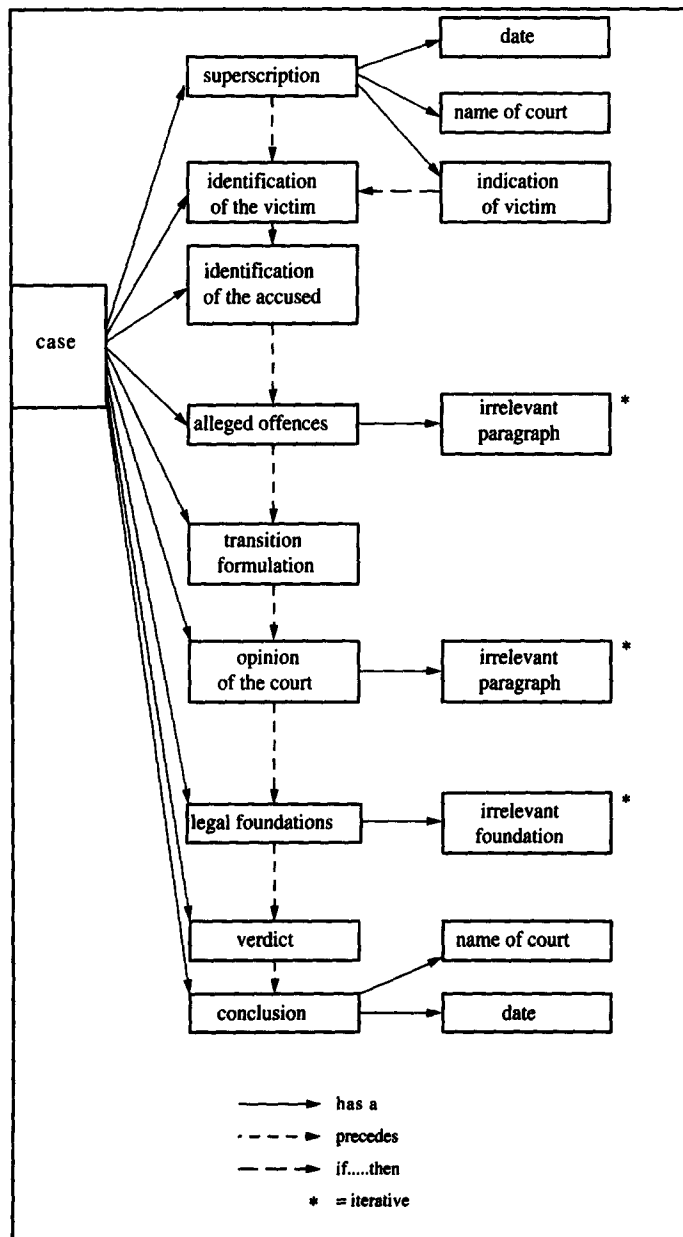 date
superscription
name of court
identification
of the victim
indication
of victim
identification
of the accused
case
alleged offences
irrelevant
paragraph
*
transition
formulation
opinion
of the court
irrelevant
paragraph
*
legal foundations
irrelevant
foundation
*
verdict
name of court
conclusion
date
has a
precedes
if.....then
* = iterative